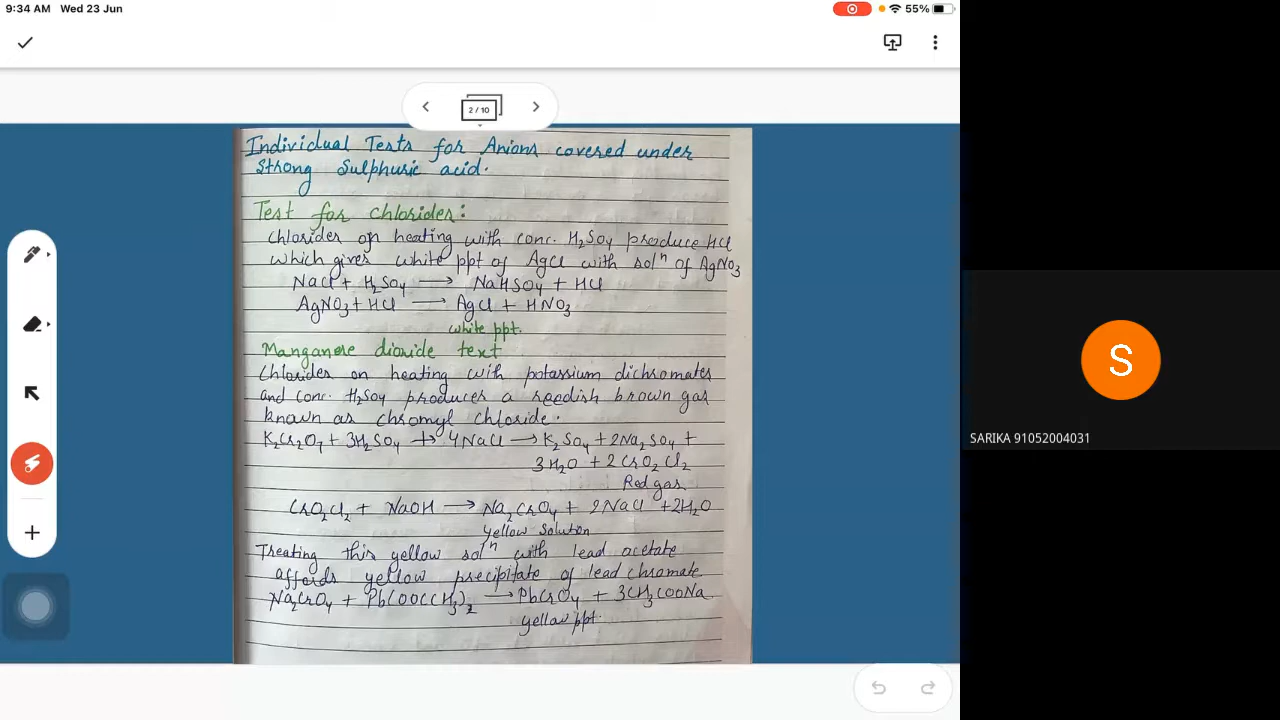 9:34 AM Wed 23 Jun
55%
2 / 10
Individual Tests for Anions covered under
Strong Sulphuric acid.
Test for chlorides:
Chlorides on heating with conc. H₂SO₄ produce HCl
which gives white ppt of AgCl with solⁿ of AgNO₃
NaCl + H₂SO₄ → NaHSO₄ + HCl
AgNO₃ + HCl → AgCl + HNO₃
white ppt.
Manganese dioxide text
Chlorides on heating with potassium dichromates
and conc. H₂SO₄ produces a reedish brown gas
known as chromyl chloride.
K₂Cr₂O₇ + 3H₂SO₄ + 4NaCl → K₂SO₄ + 2Na₂SO₄ +
3H₂O + 2CrO₂Cl₂
Red gas
CrO₂Cl₂ + NaOH → Na₂CrO₄ + 2NaCl + 2H₂O
yellow solution
Treating this yellow solⁿ with lead acetate
affords yellow precipitate of lead chromate
Na₂CrO₄ + Pb(OOCCH₃)₂ → PbCrO₄ + 3CH₃COONa
yellow ppt.
S
SARIKA 91052004031